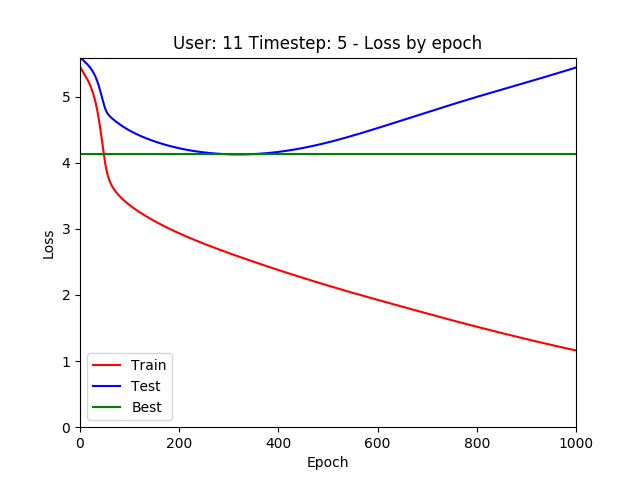 User: 11 Timestep: 5 - Loss by epoch
Loss
5
4
3
2
1
0
Train
Test
Best
0 200 400 600 800 1000
Epoch